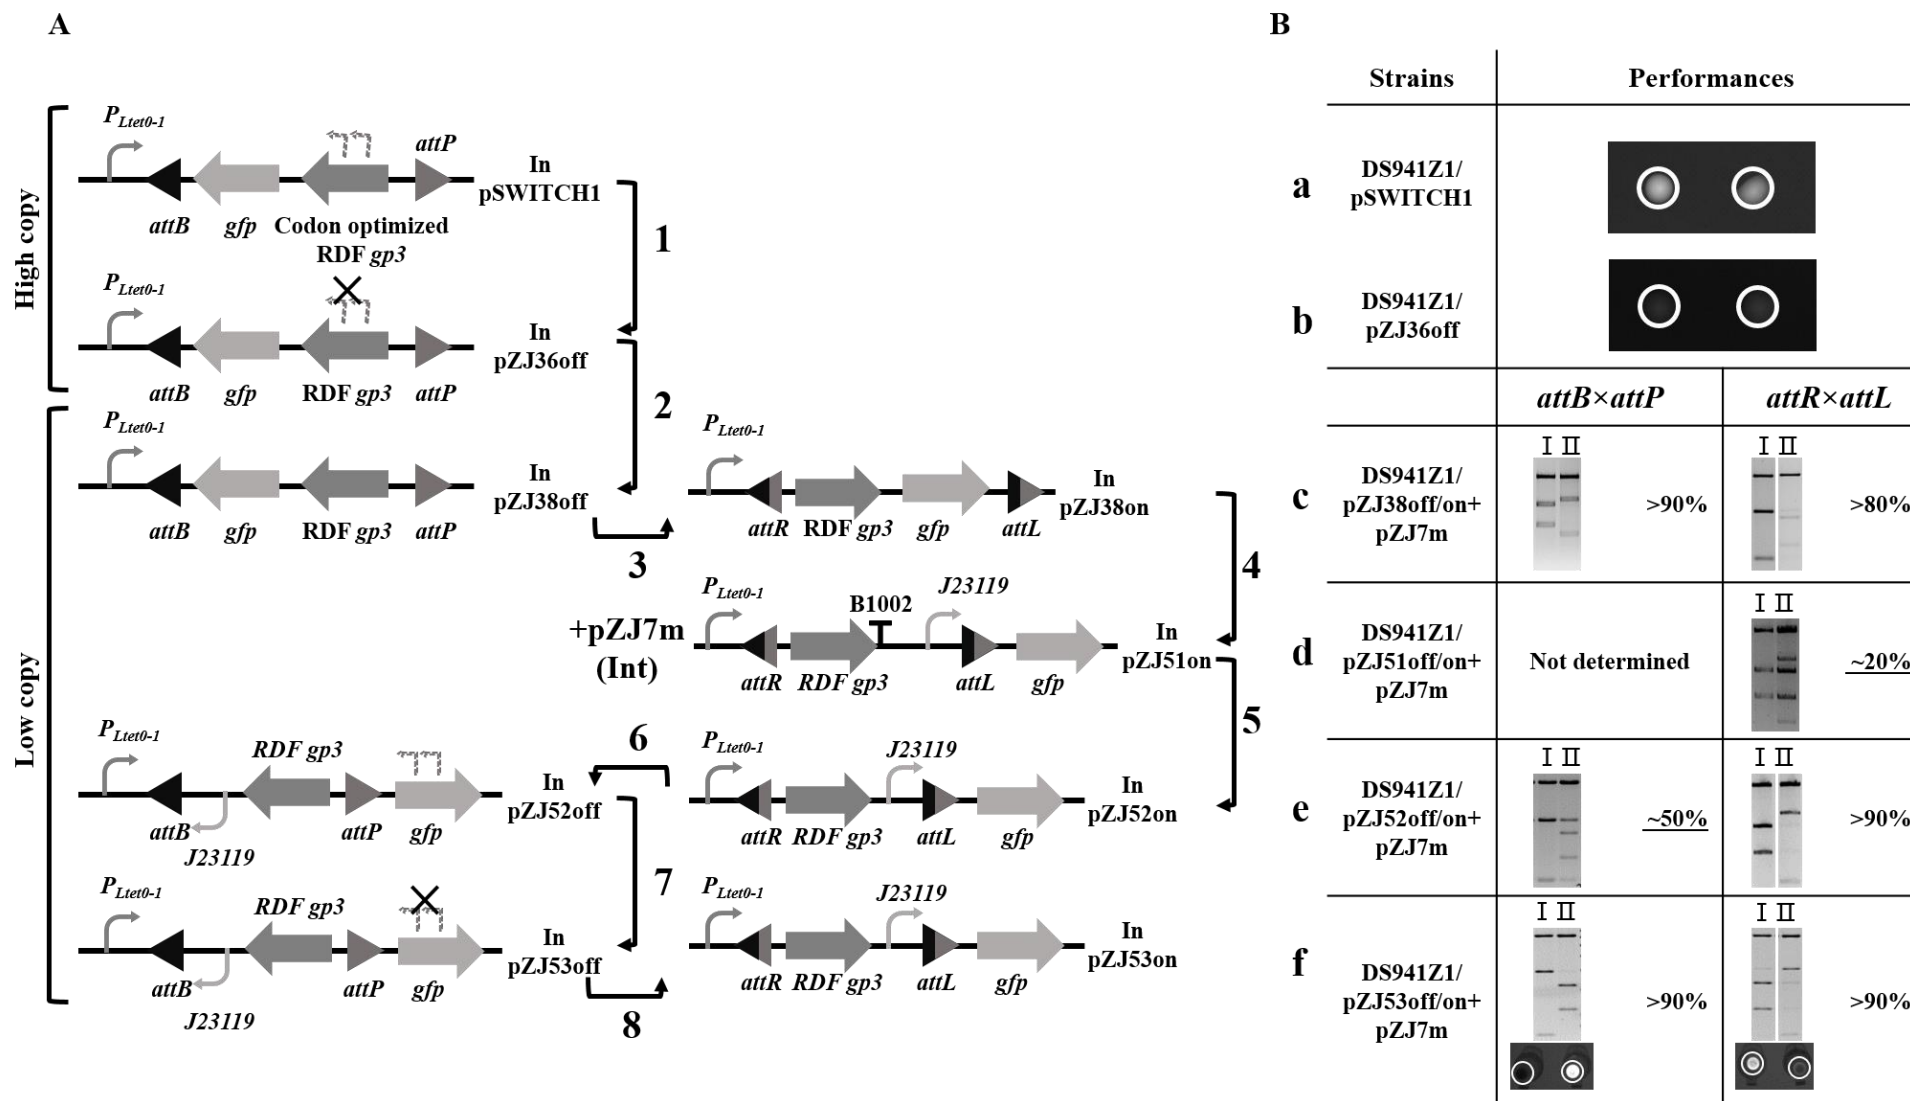 A
High copy
P_Ltet0-1
attP
In
pSWITCH1
attB
gfp
Codon optimized
RDF gp3
1
P_Ltet0-1
In
pZJ36off
attB
gfp
RDF gp3
attP
2
Low copy
P_Ltet0-1
In
pZJ38off
attB
gfp
RDF gp3
attP
3
P_Ltet0-1
In
pZJ38on
attR
RDF gp3
gfp
attL
4
+pZJ7m
(Int)
P_Ltet0-1
B1002
J23119
In
pZJ51on
attR
RDF gp3
attL
gfp
5
P_Ltet0-1
J23119
In
pZJ52on
attR
RDF gp3
attL
gfp
6
P_Ltet0-1
RDF gp3
In
pZJ52off
attB
J23119
attP
gfp
7
P_Ltet0-1
RDF gp3
In
pZJ53off
attB
J23119
attP
gfp
8
P_Ltet0-1
J23119
In
pZJ53on
attR
RDF gp3
attL
gfp
B
Strains
Performances
a
DS941Z1/
pSWITCH1
b
DS941Z1/
pZJ36off
attB×attP
attR×attL
c
DS941Z1/
pZJ38off/on+
pZJ7m
I II
>90%
I II
>80%
d
DS941Z1/
pZJ51off/on+
pZJ7m
Not determined
I II
~20%
e
DS941Z1/
pZJ52off/on+
pZJ7m
I II
~50%
I II
>90%
f
DS941Z1/
pZJ53off/on+
pZJ7m
I II
>90%
I II
>90%